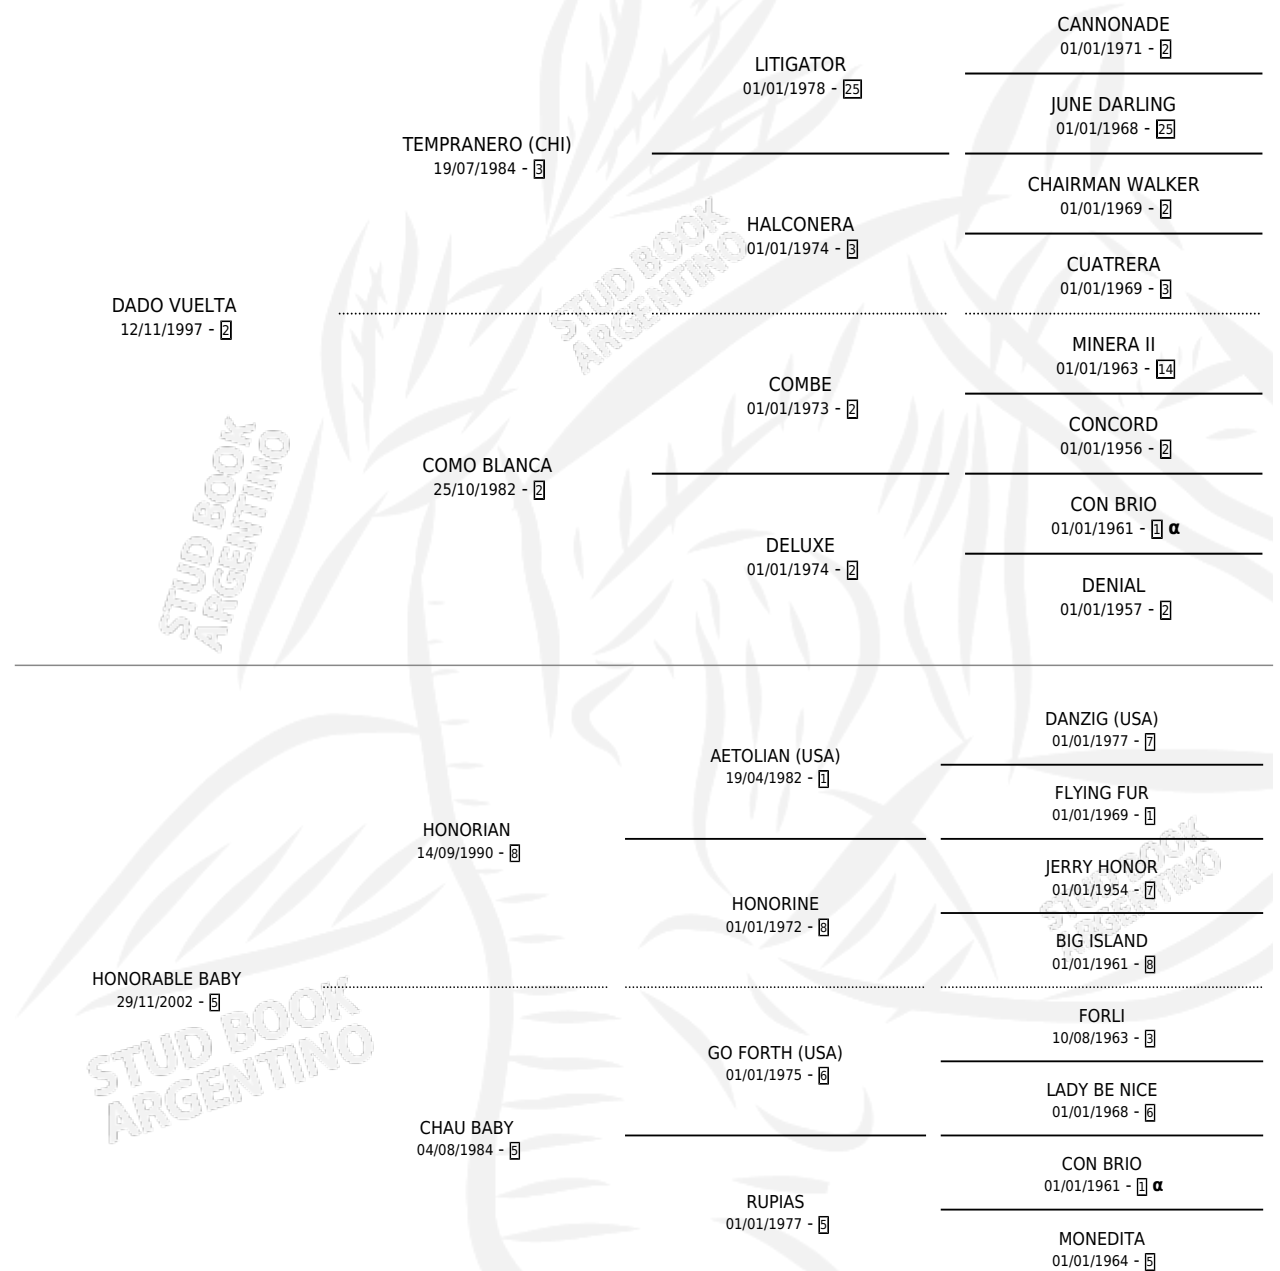 CANNONADE
01/01/1971 - 2
LITIGATOR
01/01/1978 - 25
JUNE DARLING
01/01/1968 - 25
TEMPRANERO (CHI)
19/07/1984 - 3
CHAIRMAN WALKER
01/01/1969 - 2
HALCONERA
01/01/1974 - 3
CUATRERA
01/01/1969 - 3
DADO VUELTA
12/11/1997 - 2
MINERA II
01/01/1963 - 14
COMBE
01/01/1973 - 2
CONCORD
01/01/1956 - 2
COMO BLANCA
25/10/1982 - 2
CON BRIO
01/01/1961 - 1 α
DELUXE
01/01/1974 - 2
DENIAL
01/01/1957 - 2
STUD BOOK
ARGENTINO
STUD BOOK
ARGENTINO
DANZIG (USA)
01/01/1977 - 7
AETOLIAN (USA)
19/04/1982 - 1
FLYING FUR
01/01/1969 - 1
HONORIAN
14/09/1990 - 8
JERRY HONOR
01/01/1954 - 7
HONORINE
01/01/1972 - 8
BIG ISLAND
01/01/1961 - 8
HONORABLE BABY
29/11/2002 - 5
FORLI
10/08/1963 - 3
GO FORTH (USA)
01/01/1975 - 6
LADY BE NICE
01/01/1968 - 6
CHAU BABY
04/08/1984 - 5
CON BRIO
01/01/1961 - 1 α
RUPIAS
01/01/1977 - 5
MONEDITA
01/01/1964 - 5
STUD BOOK
ARGENTINO
STUD BOOK
ARGENTINO